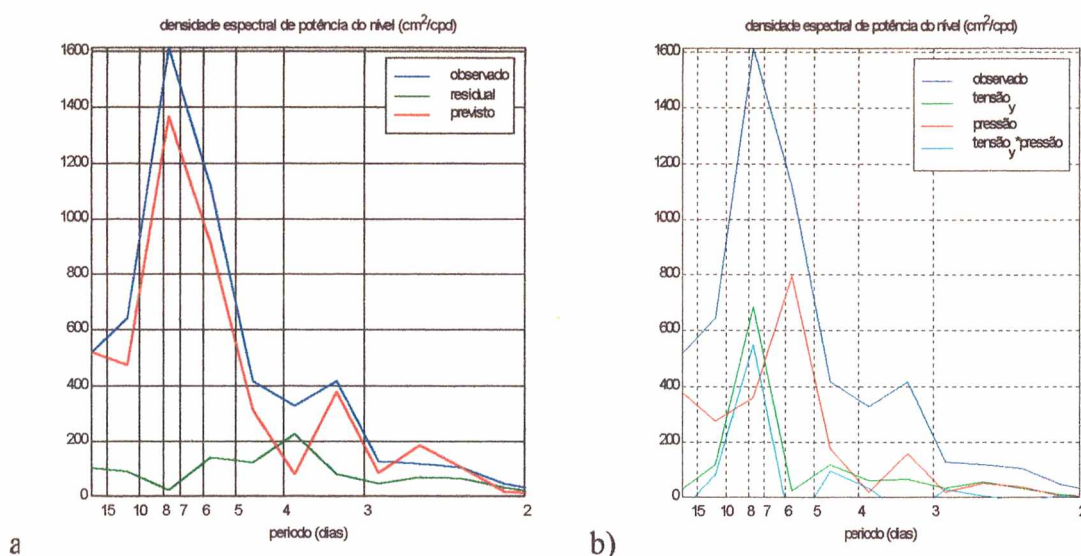 densidade espectral de potência do nível (cm²/cpd)
1600
1400
1200
1000
800
600
400
200
0
observado
residual
previsto
15 10 8 7 6 5 4 3 2
período (dias)
a
densidade espectral de potência do nível (cm²/cpd)
1600
1400
1200
1000
800
600
400
200
0
observado
tensão y
pressão
tensão y*pressão
15 10 8 7 6 5 4 3 2
período (dias)
b)